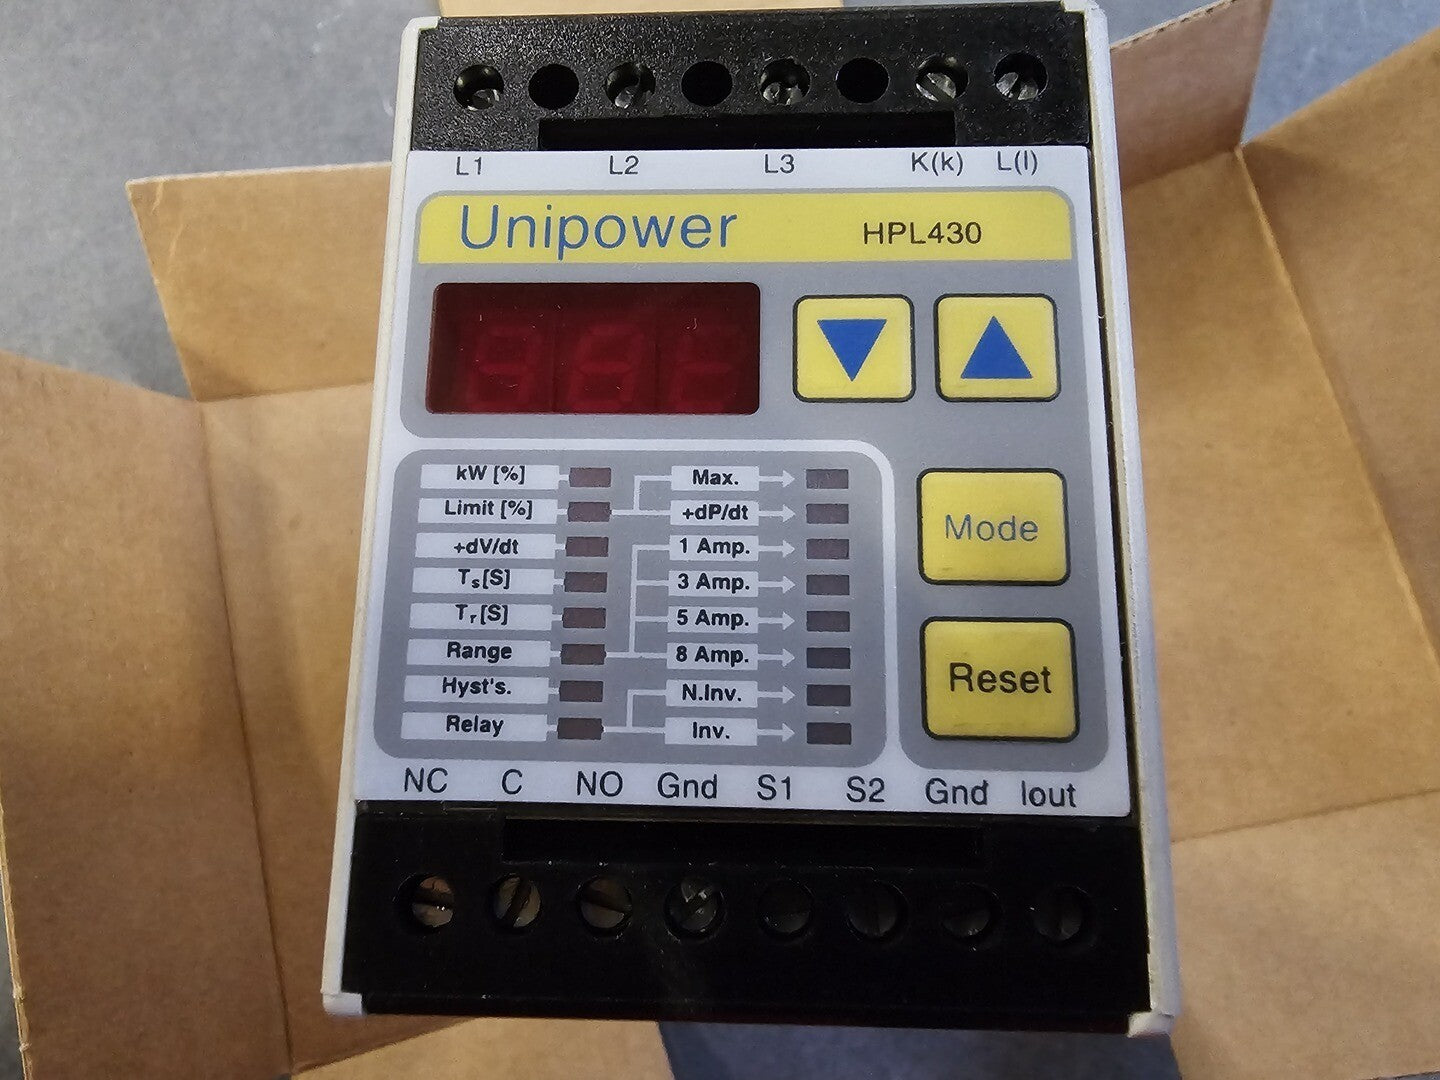 L1 L2 L3 K(k) L(l)
Unipower HPL430
kW [%] Max.
Limit [%] +dP/dt
+dV/dt 1 Amp.
Ts[S] 3 Amp.
Tr[S] 5 Amp.
Range 8 Amp.
Hyst's. N.Inv.
Relay Inv.
Mode
Reset
NC C NO Gnd S1 S2 Gnd Iout